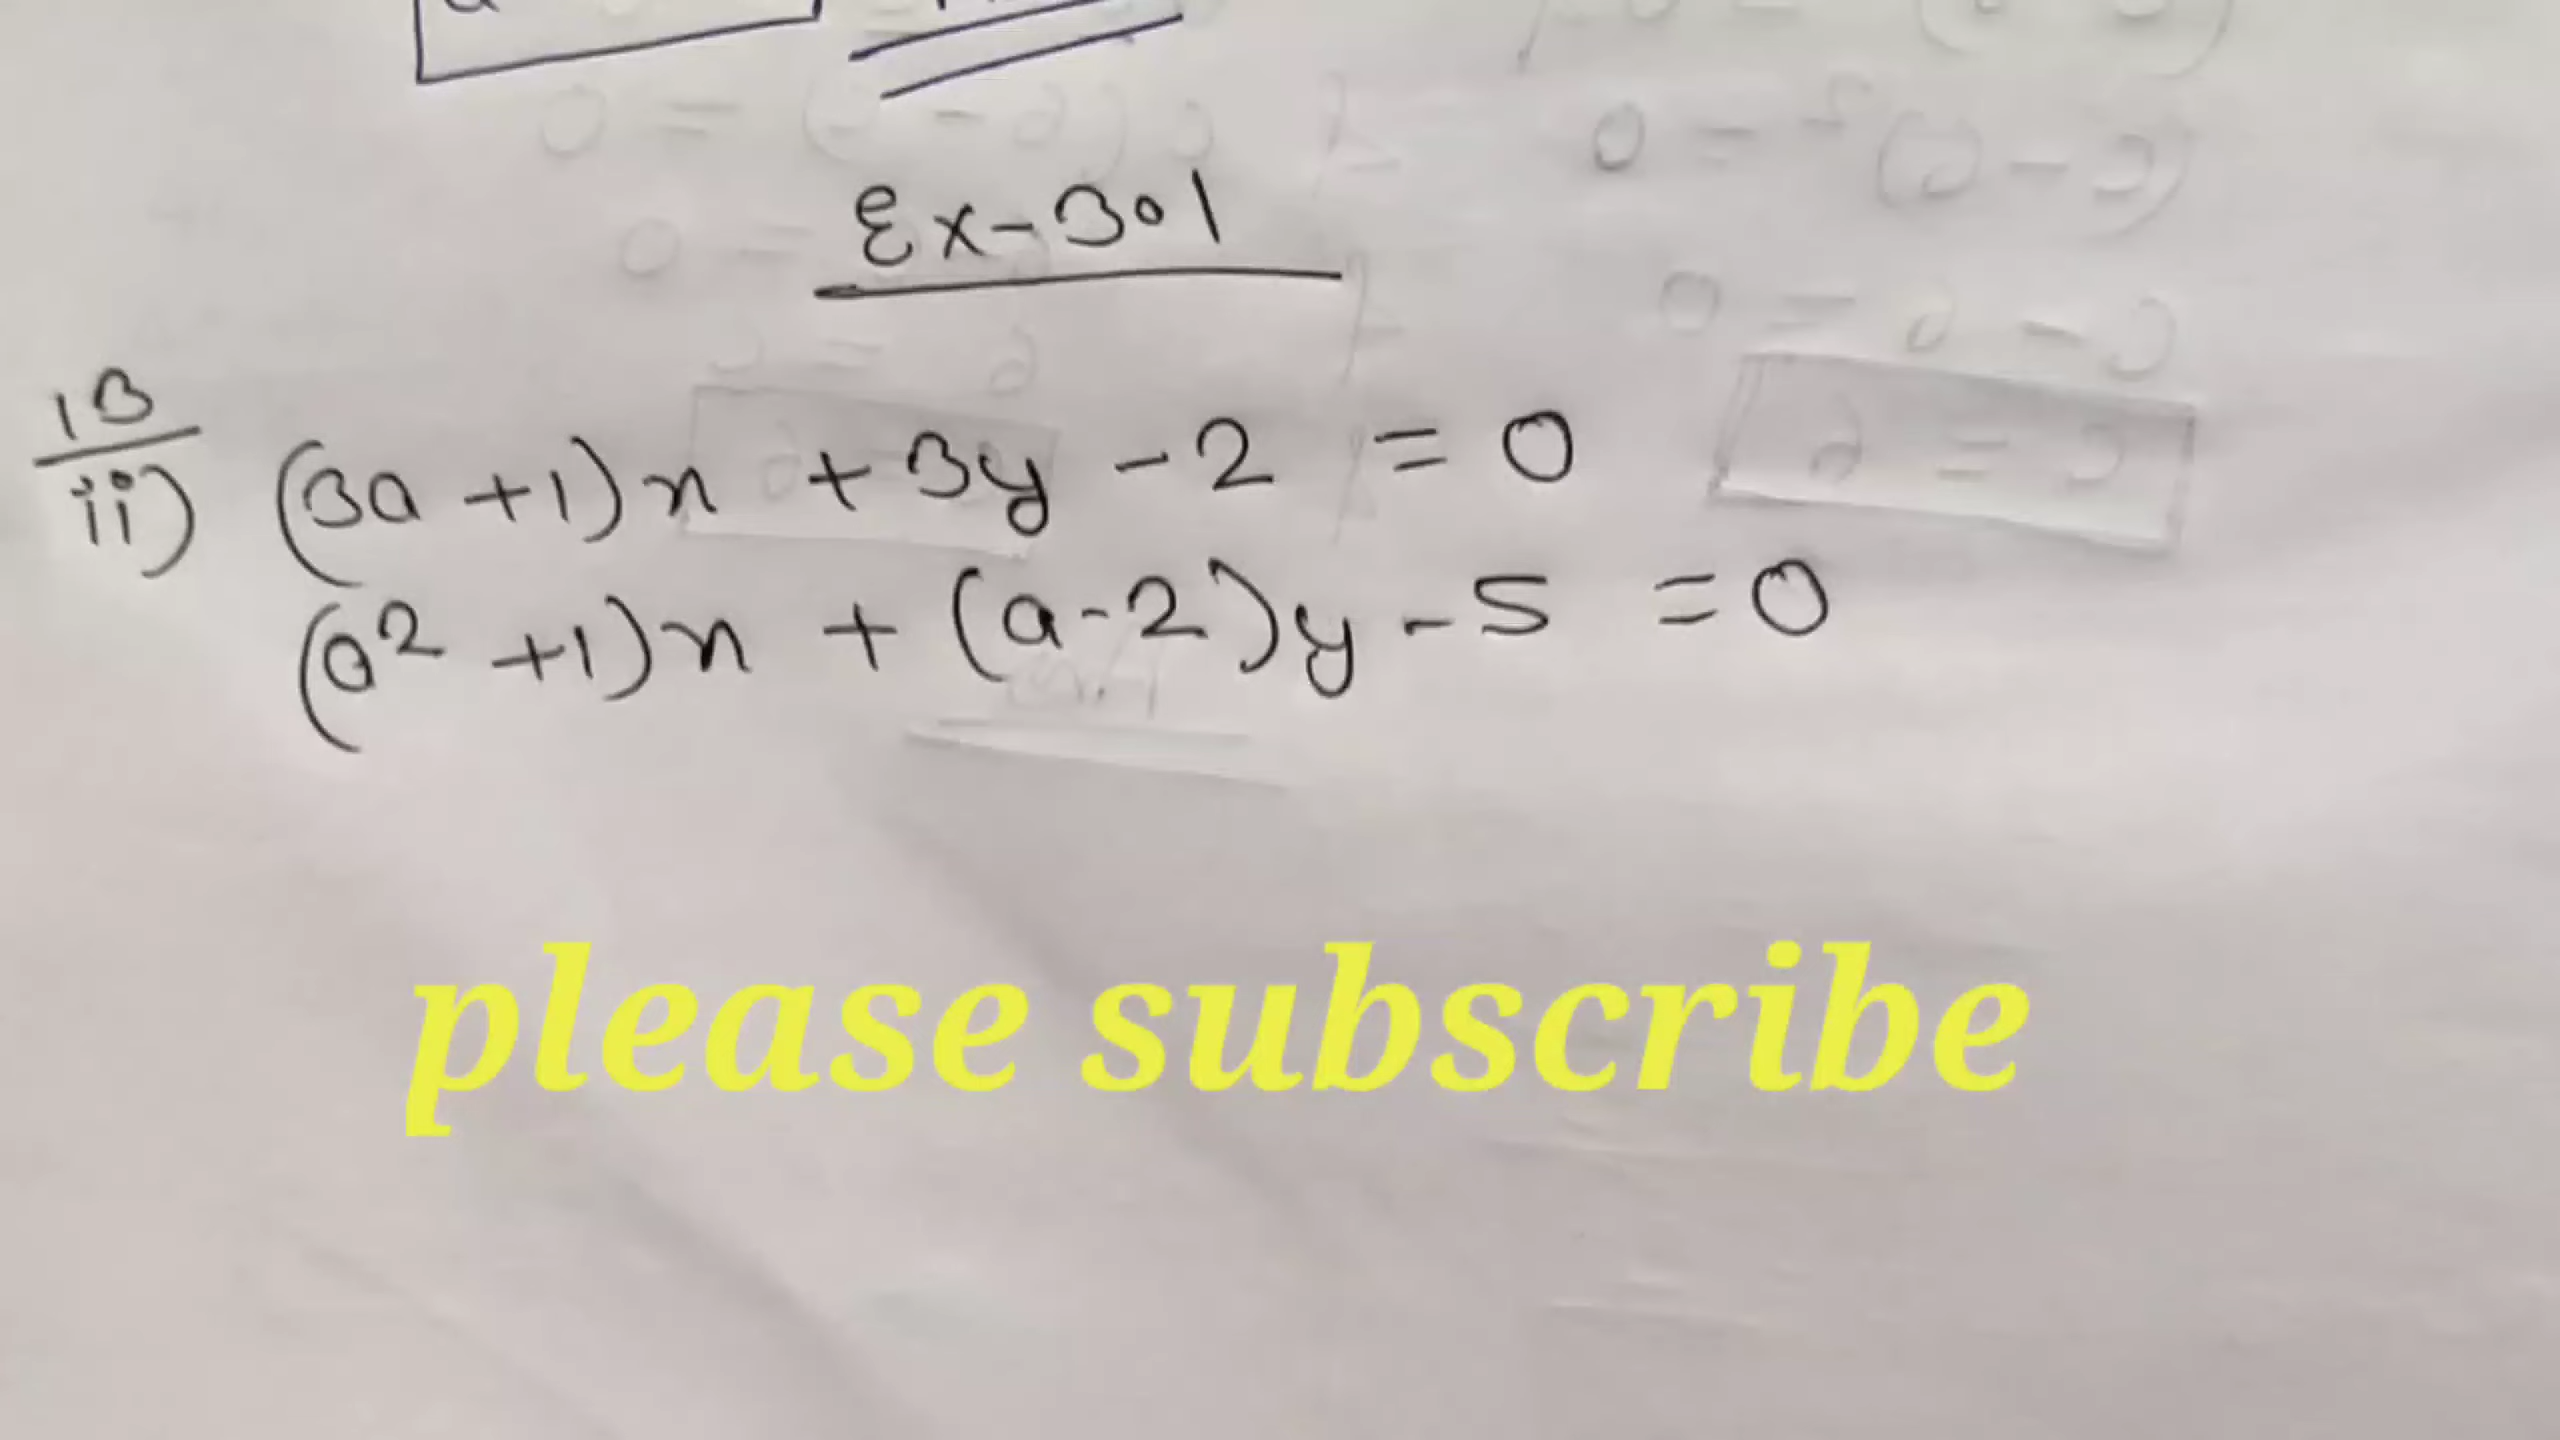 Ex-3.1
13
ii) (3a+1)x + 3y - 2 = 0
(a² +1)x + (a-2)y - 5 = 0
please subscribe